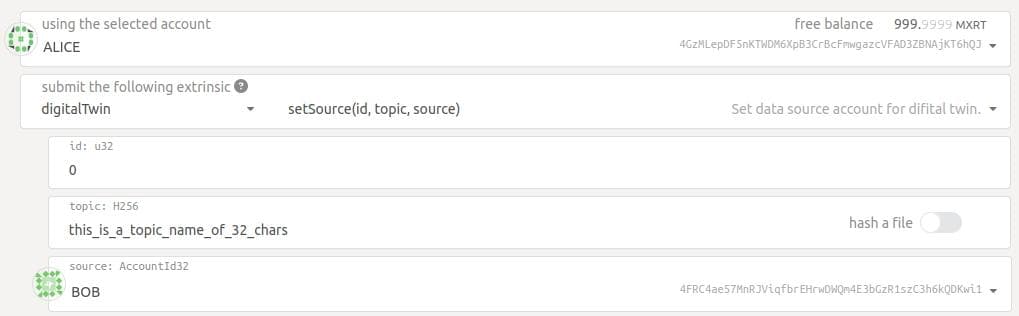 using the selected account
free balance 999.9999 MXRT
ALICE
4GzMLepDF5nKTWDM6XpB3CrBcFmwgazcVFAD3ZBNAjKT6hQJ
submit the following extrinsic ?
digitalTwin
setSource(id, topic, source)
Set data source account for difital twin.
id: u32
0
topic: H256
this_is_a_topic_name_of_32_chars
hash a file
source: AccountId32
BOB
4FRC4ae57MnRJViqfbrEHrwDWQm4E3bGzR1szC3h6kQDKwi1